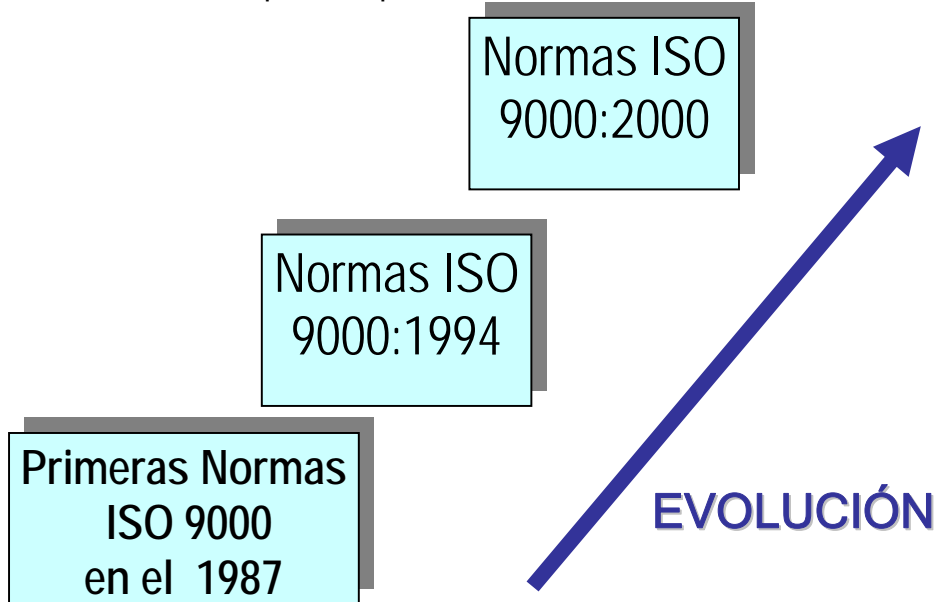 Normas ISO
9000:2000
Normas ISO
9000:1994
Primeras Normas
ISO 9000
en el 1987
EVOLUCIÓN